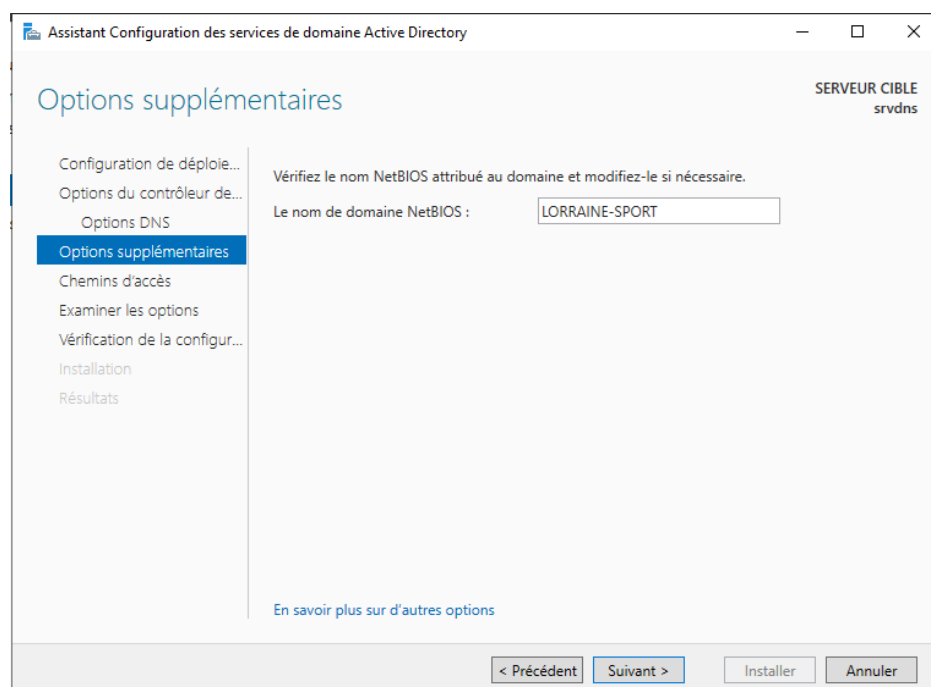 Assistant Configuration des services de domaine Active Directory
Options supplémentaires
SERVEUR CIBLE
srvdns
Configuration de déploie...
Options du contrôleur de...
Options DNS
Options supplémentaires
Chemins d'accès
Examiner les options
Vérification de la configur...
Installation
Résultats
Vérifiez le nom NetBIOS attribué au domaine et modifiez-le si nécessaire.
Le nom de domaine NetBIOS :
LORRAINE-SPORT
En savoir plus sur d'autres options
< Précédent
Suivant >
Installer
Annuler